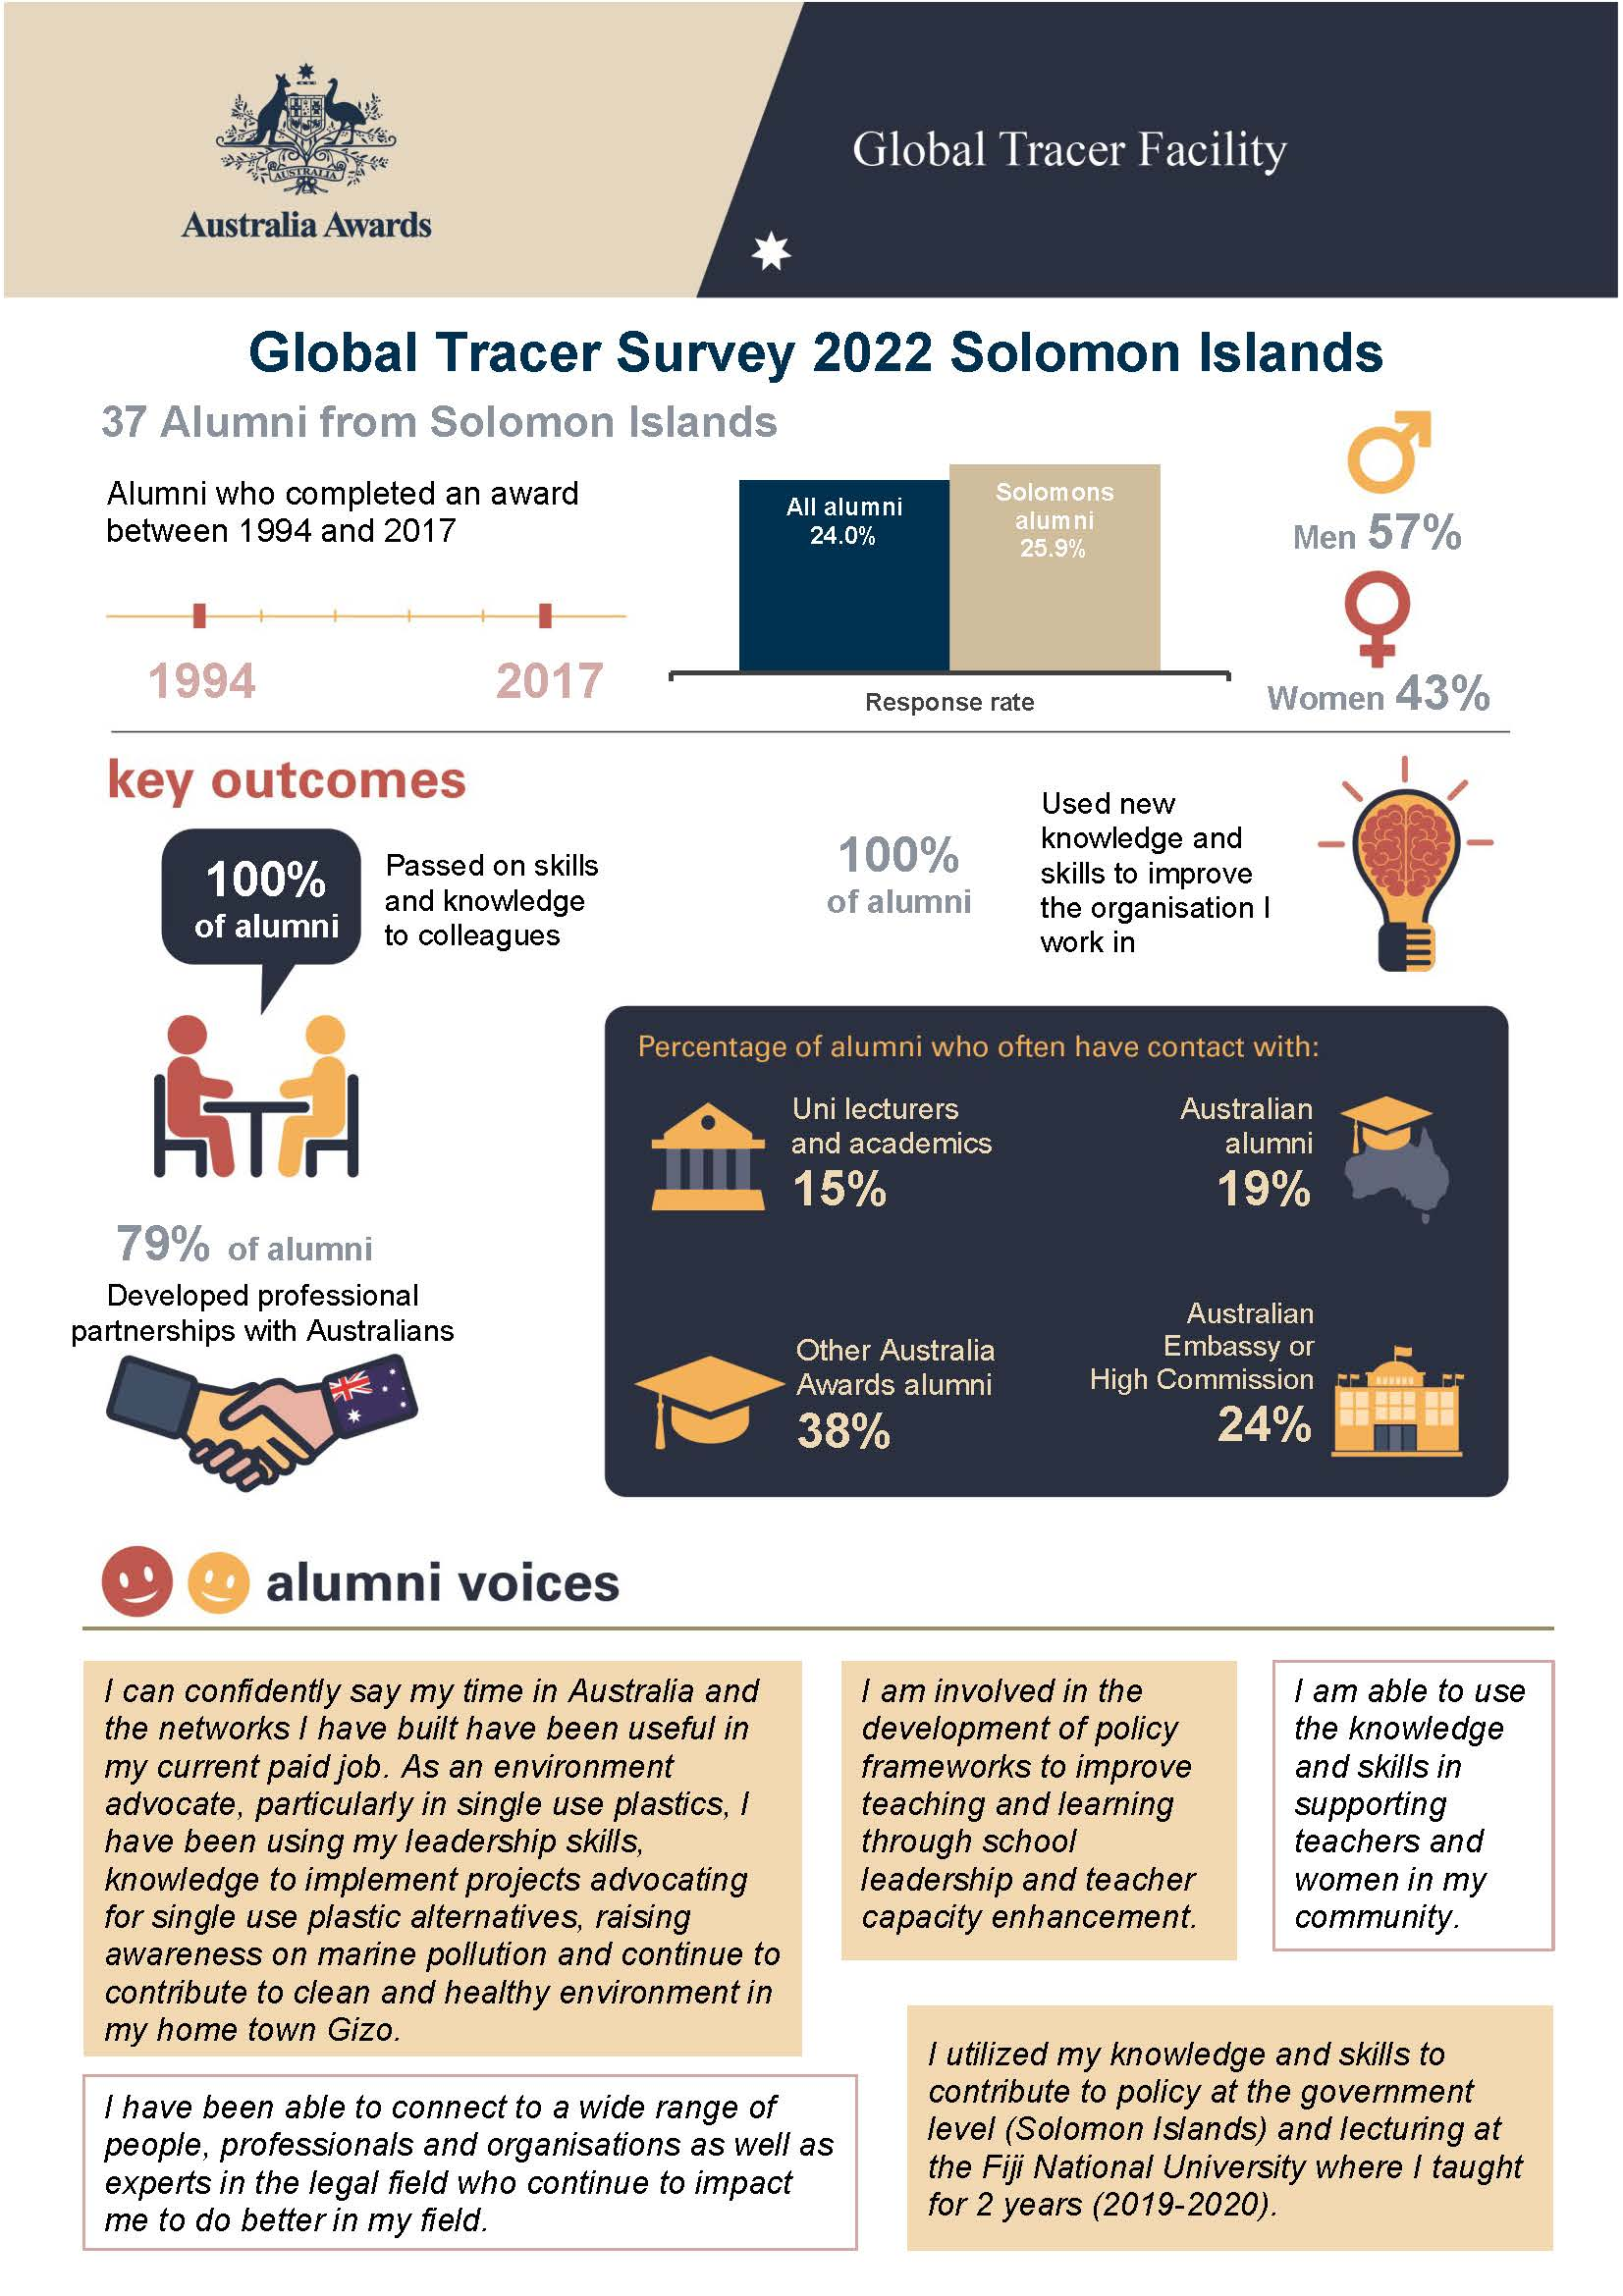 AUSTRALIA
Australia Awards
Global Tracer Facility
Global Tracer Survey 2022 Solomon Islands
37 Alumni from Solomon Islands
Alumni who completed an award
between 1994 and 2017
1994
2017
All alumni
24.0%
Solomons
alumni
25.9%
Response rate
Men 57%
Women 43%
key outcomes
100%
of alumni
Passed on skills
and knowledge
to colleagues
100%
of alumni
Used new
knowledge and
skills to improve
the organisation I
work in
79% of alumni
Developed professional
partnerships with Australians
Percentage of alumni who often have contact with:
Uni lecturers
and academics
15%
Australian
alumni
19%
Other Australia
Awards alumni
38%
Australian
Embassy or
High Commission
24%
alumni voices
I can confidently say my time in Australia and
the networks I have built have been useful in
my current paid job. As an environment
advocate, particularly in single use plastics, I
have been using my leadership skills,
knowledge to implement projects advocating
for single use plastic alternatives, raising
awareness on marine pollution and continue to
contribute to clean and healthy environment in
my home town Gizo.
I am involved in the
development of policy
frameworks to improve
teaching and learning
through school
leadership and teacher
capacity enhancement.
I am able to use
the knowledge
and skills in
supporting
teachers and
women in my
community.
I have been able to connect to a wide range of
people, professionals and organisations as well as
experts in the legal field who continue to impact
me to do better in my field.
I utilized my knowledge and skills to
contribute to policy at the government
level (Solomon Islands) and lecturing at
the Fiji National University where I taught
for 2 years (2019-2020).